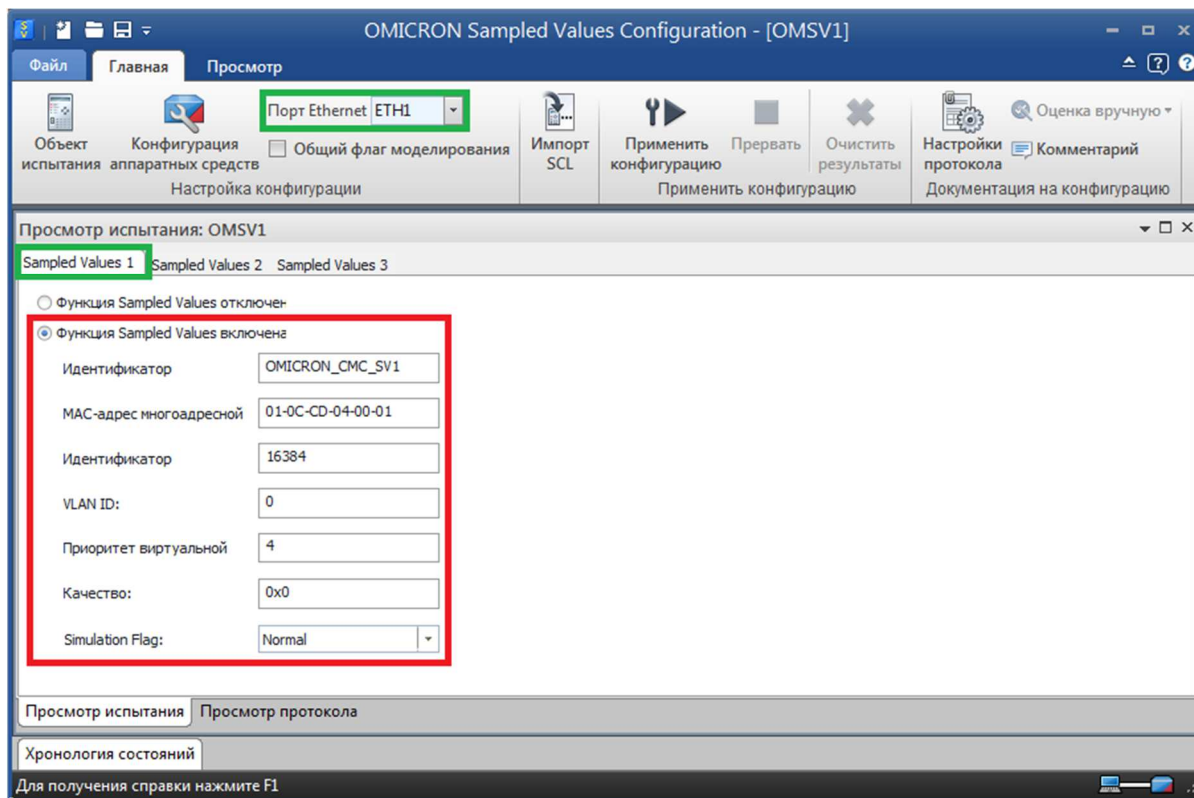 OMICRON Sampled Values Configuration - [OMSV1]
Файл Главная Просмотр
Порт Ethernet ETH1
Общий флаг моделирования
Объект испытания
Конфигурация аппаратных средств
Настройка конфигурации
Импорт SCL
Применить конфигурацию
Прервать
Очистить результаты
Применить конфигурацию
Настройки протокола
Оценка вручную
Комментарий
Документация на конфигурацию
Просмотр испытания: OMSV1
Sampled Values 1 Sampled Values 2 Sampled Values 3
Функция Sampled Values отключен
Функция Sampled Values включена
Идентификатор OMICRON_CMC_SV1
MAC-адрес многоадресной 01-0C-CD-04-00-01
Идентификатор 16384
VLAN ID: 0
Приоритет виртуальной 4
Качество: 0x0
Simulation Flag: Normal
Просмотр испытания Просмотр протокола
Хронология состояний
Для получения справки нажмите F1